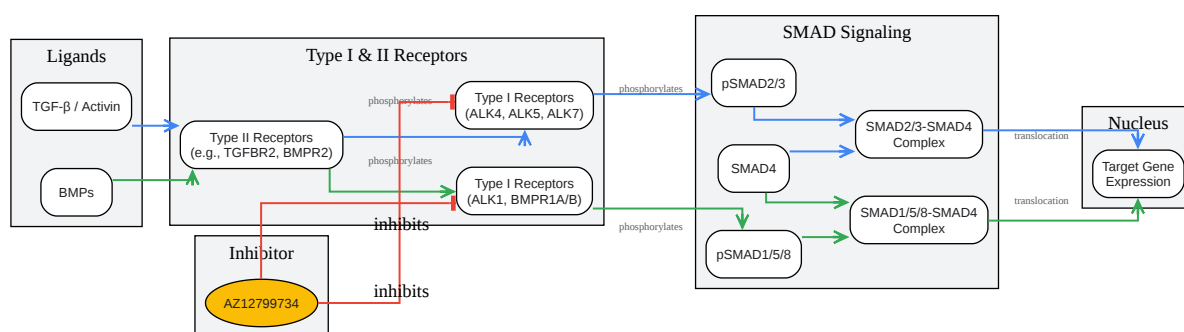 Ligands
TGF-β / Activin
BMPs
Type I & II Receptors
Type II Receptors
(e.g., TGFBR2, BMPR2)
phosphorylates
phosphorylates
Type I Receptors
(ALK4, ALK5, ALK7)
Type I Receptors
(ALK1, BMPR1A/B)
inhibits
inhibits
Inhibitor
AZ12799734
phosphorylates
phosphorylates
SMAD Signaling
pSMAD2/3
SMAD4
pSMAD1/5/8
SMAD2/3-SMAD4
Complex
SMAD1/5/8-SMAD4
Complex
translocation
translocation
Nucleus
Target Gene
Expression